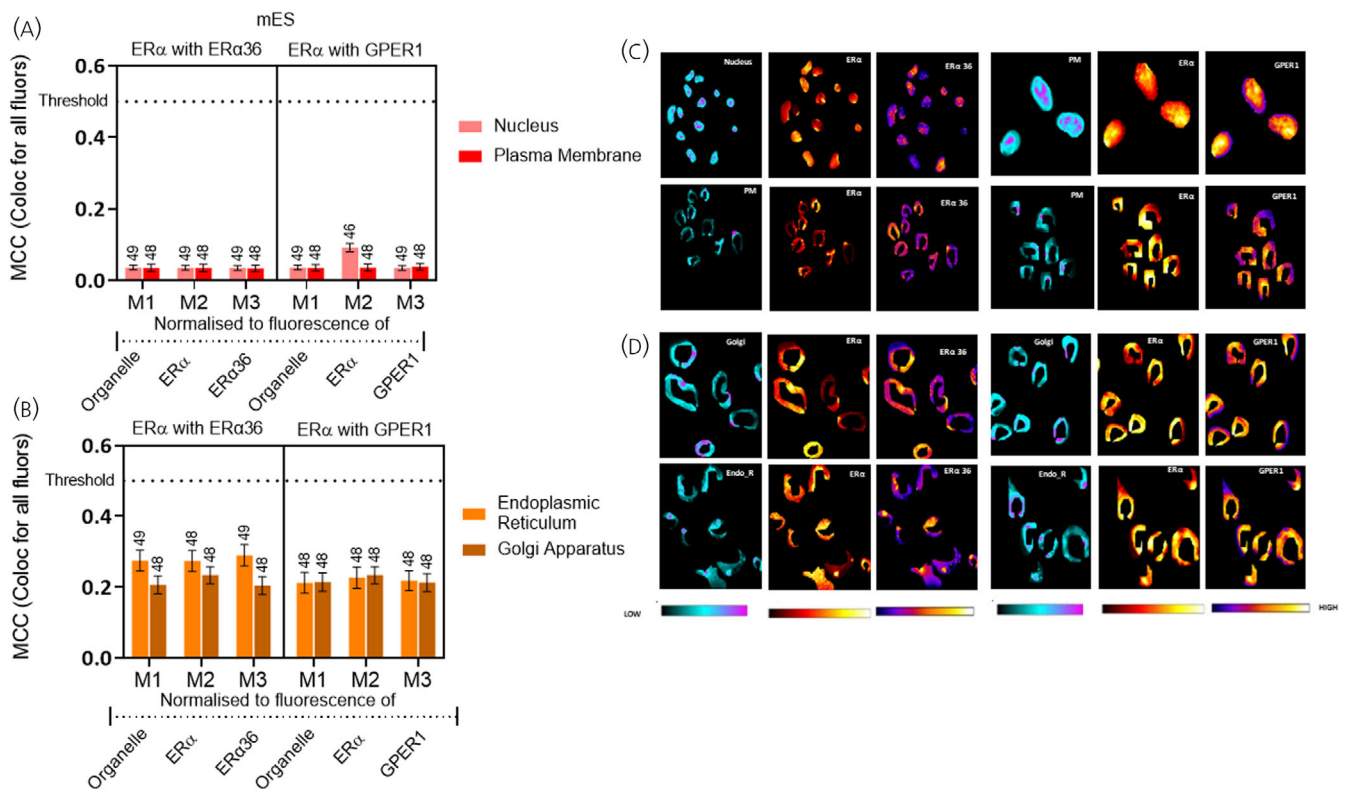 (A)
mES
ERα with ERα36 ERα with GPER1
MCC (Coloc for all fluors)
0.6
Threshold
0.4
0.2
0.0
49 48 49 48 49 48 49 48 46 48 49 48
M1 M2 M3 M1 M2 M3
Normalised to fluorescence of
Organelle ERα ERα36 Organelle ERα GPER1
Nucleus
Plasma Membrane
(B)
ERα with ERα36 ERα with GPER1
MCC (Coloc for all fluors)
0.6
Threshold
0.4
0.2
0.0
49 48 48 48 49 48 48 48 48 48 48 48
M1 M2 M3 M1 M2 M3
Normalised to fluorescence of
Organelle ERα ERα36 Organelle ERα GPER1
Endoplasmic
Reticulum
Golgi Apparatus
(C)
Nucleus ERα ERα 36 PM ERα GPER1
PM ERα ERα 36 PM ERα GPER1
(D)
Golgi ERα ERα 36 Golgi ERα GPER1
Endo_R ERα ERα 36 Endo_R ERα GPER1
LOW HIGH